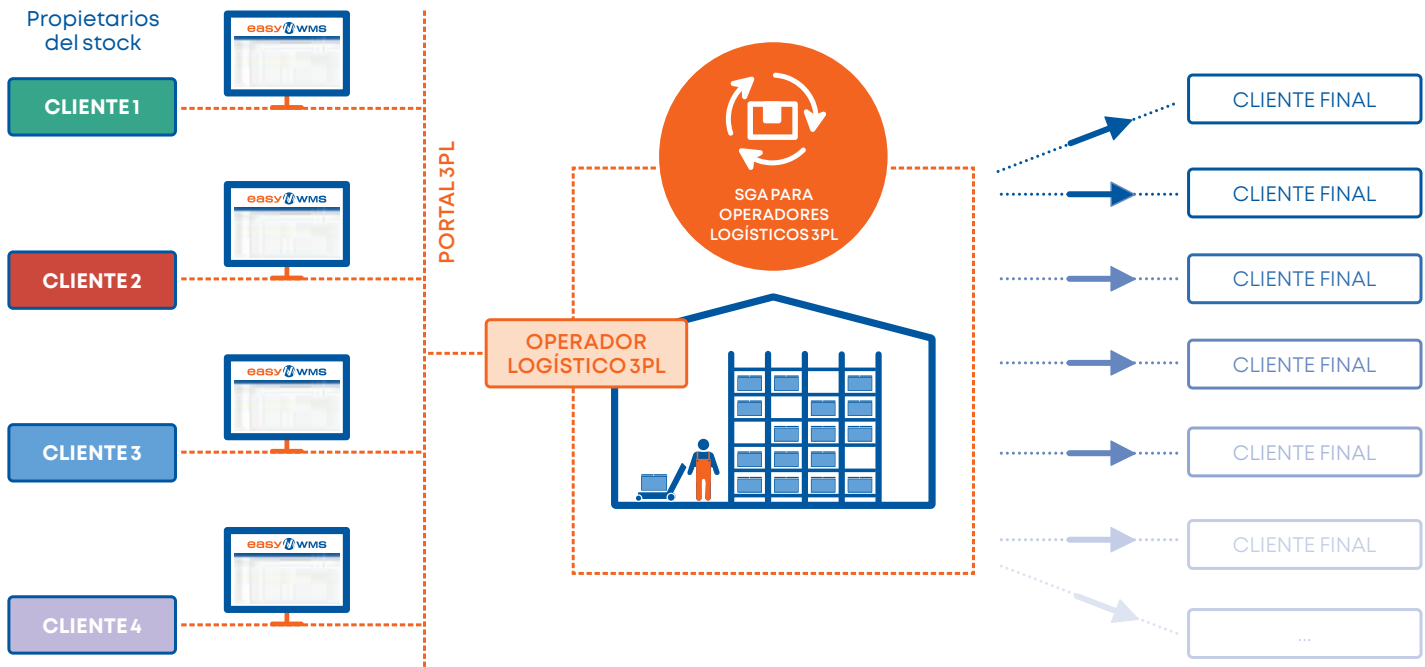 Propietarios
del stock
easy WMS
CLIENTE 1
easy WMS
CLIENTE 2
easy WMS
CLIENTE 3
easy WMS
CLIENTE 4
PORTAL 3PL
SGA PARA
OPERADORES
LOGÍSTICOS 3PL
OPERADOR
LOGÍSTICO 3PL
CLIENTE FINAL
CLIENTE FINAL
CLIENTE FINAL
CLIENTE FINAL
CLIENTE FINAL
CLIENTE FINAL
...